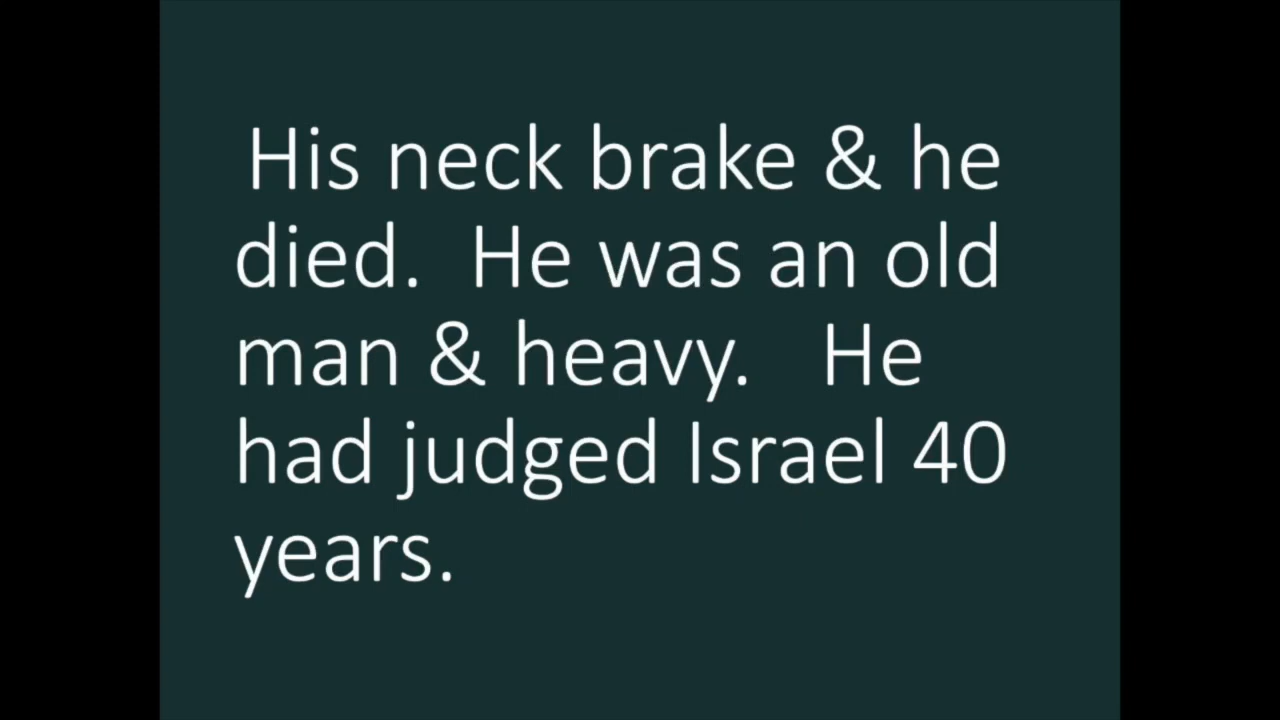 His neck brake & he
died.  He was an old
man & heavy.   He
had judged Israel 40
years.